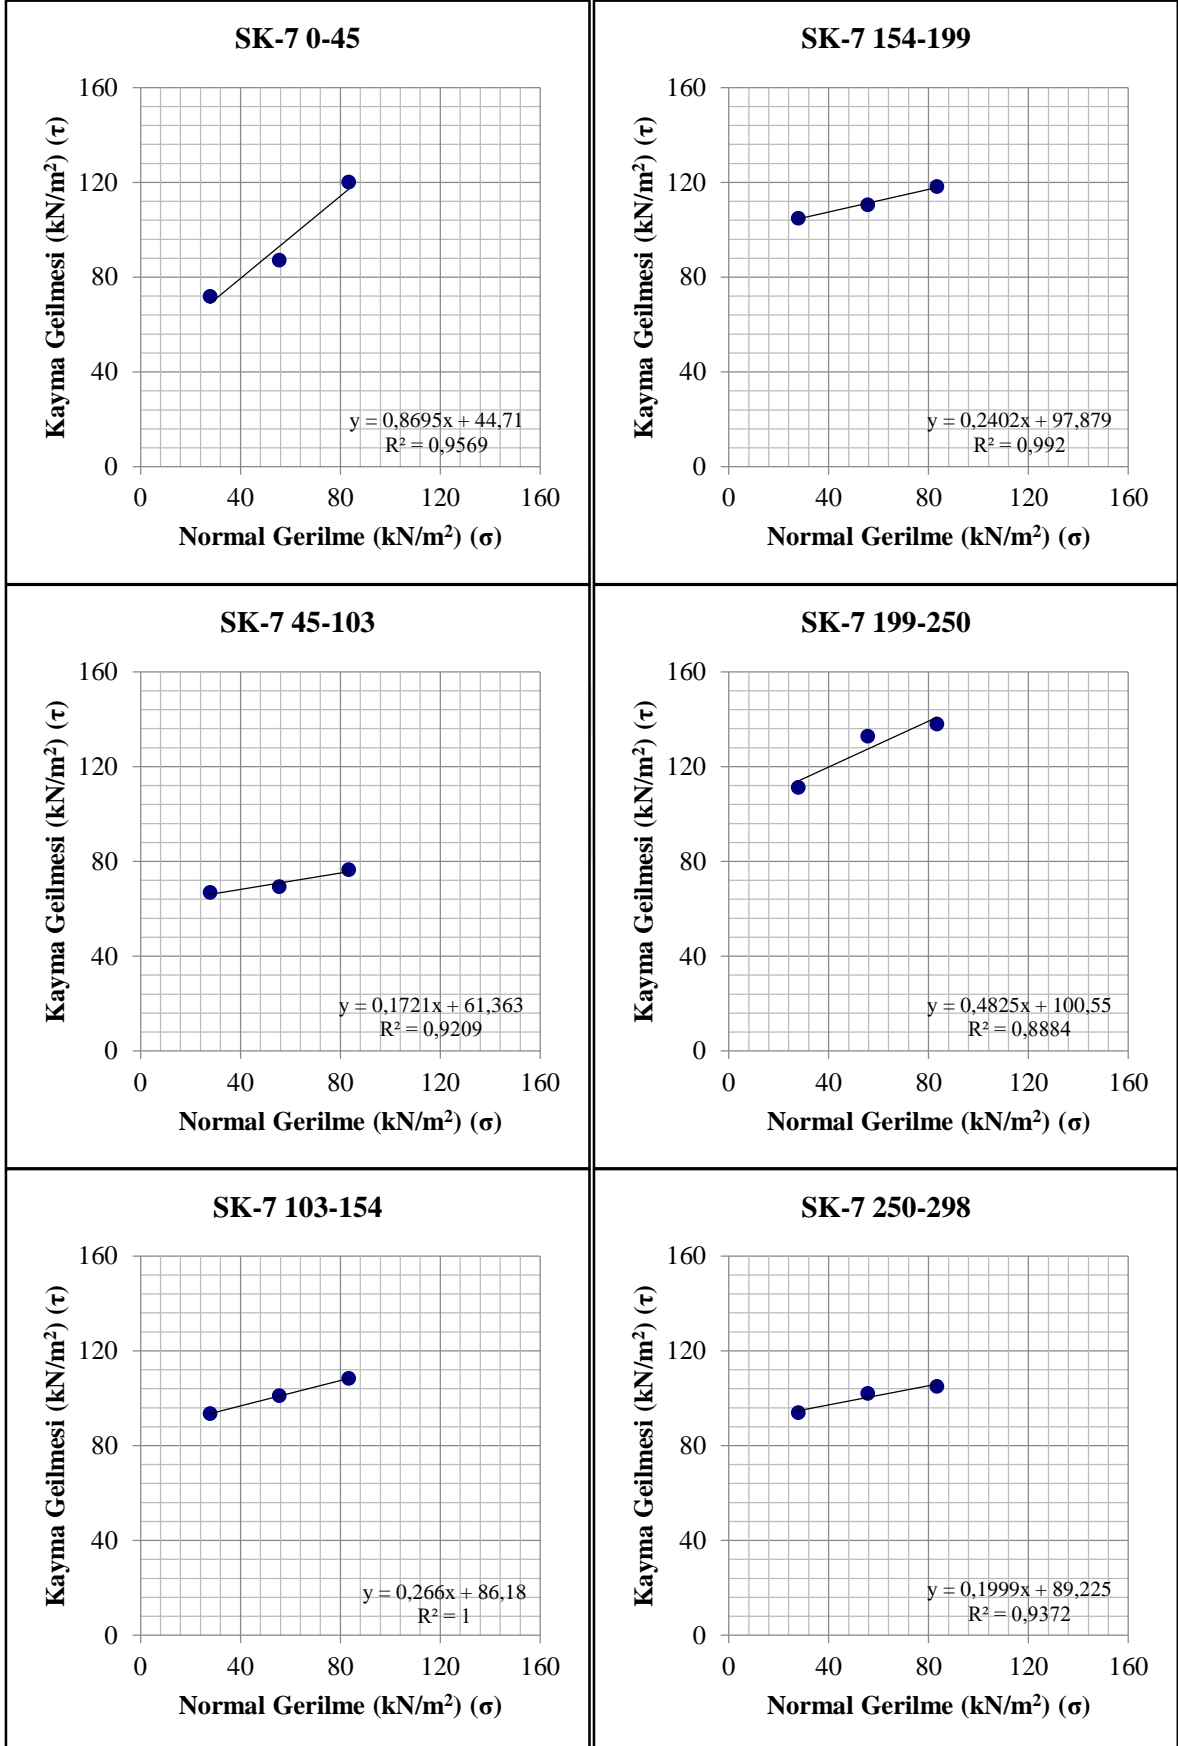 SK-7 0-45
160
120
80
40
0
0 40 80 120 160
Kayma Geilmesi (kN/m²) (τ)
Normal Gerilme (kN/m²) (σ)
y = 0,8695x + 44,71
R² = 0,9569
SK-7 154-199
160
120
80
40
0
0 40 80 120 160
Kayma Geilmesi (kN/m²) (τ)
Normal Gerilme (kN/m²) (σ)
y = 0,2402x + 97,879
R² = 0,992
SK-7 45-103
160
120
80
40
0
0 40 80 120 160
Kayma Geilmesi (kN/m²) (τ)
Normal Gerilme (kN/m²) (σ)
y = 0,1721x + 61,363
R² = 0,9209
SK-7 199-250
160
120
80
40
0
0 40 80 120 160
Kayma Geilmesi (kN/m²) (τ)
Normal Gerilme (kN/m²) (σ)
y = 0,4825x + 100,55
R² = 0,8884
SK-7 103-154
160
120
80
40
0
0 40 80 120 160
Kayma Geilmesi (kN/m²) (τ)
Normal Gerilme (kN/m²) (σ)
y = 0,266x + 86,18
R² = 1
SK-7 250-298
160
120
80
40
0
0 40 80 120 160
Kayma Geilmesi (kN/m²) (τ)
Normal Gerilme (kN/m²) (σ)
y = 0,1999x + 89,225
R² = 0,9372